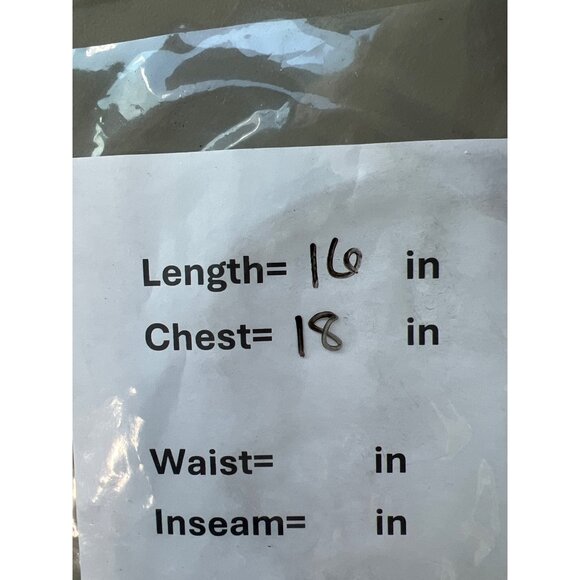 Length= 16 in
Chest= 18 in
Waist= in
Inseam= in